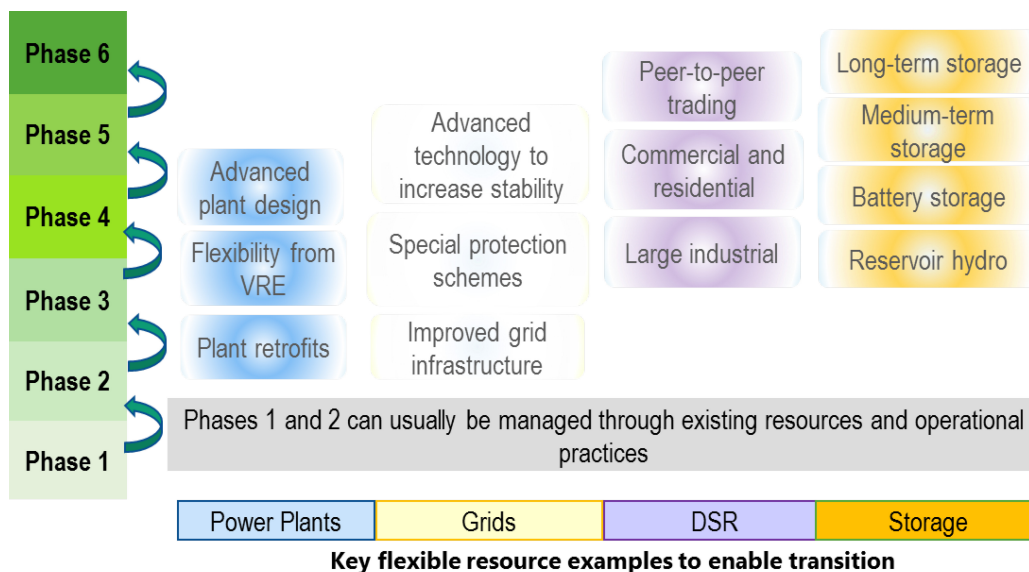 Phase 6
Phase 5
Phase 4
Phase 3
Phase 2
Phase 1
Advanced
plant design
Flexibility from
VRE
Plant retrofits
Advanced
technology to
increase stability
Special protection
schemes
Improved grid
infrastructure
Peer-to-peer
trading
Commercial and
residential
Large industrial
Long-term storage
Medium-term
storage
Battery storage
Reservoir hydro
Phases 1 and 2 can usually be managed through existing resources and operational
practices
Power Plants
Grids
DSR
Storage
Key flexible resource examples to enable transition